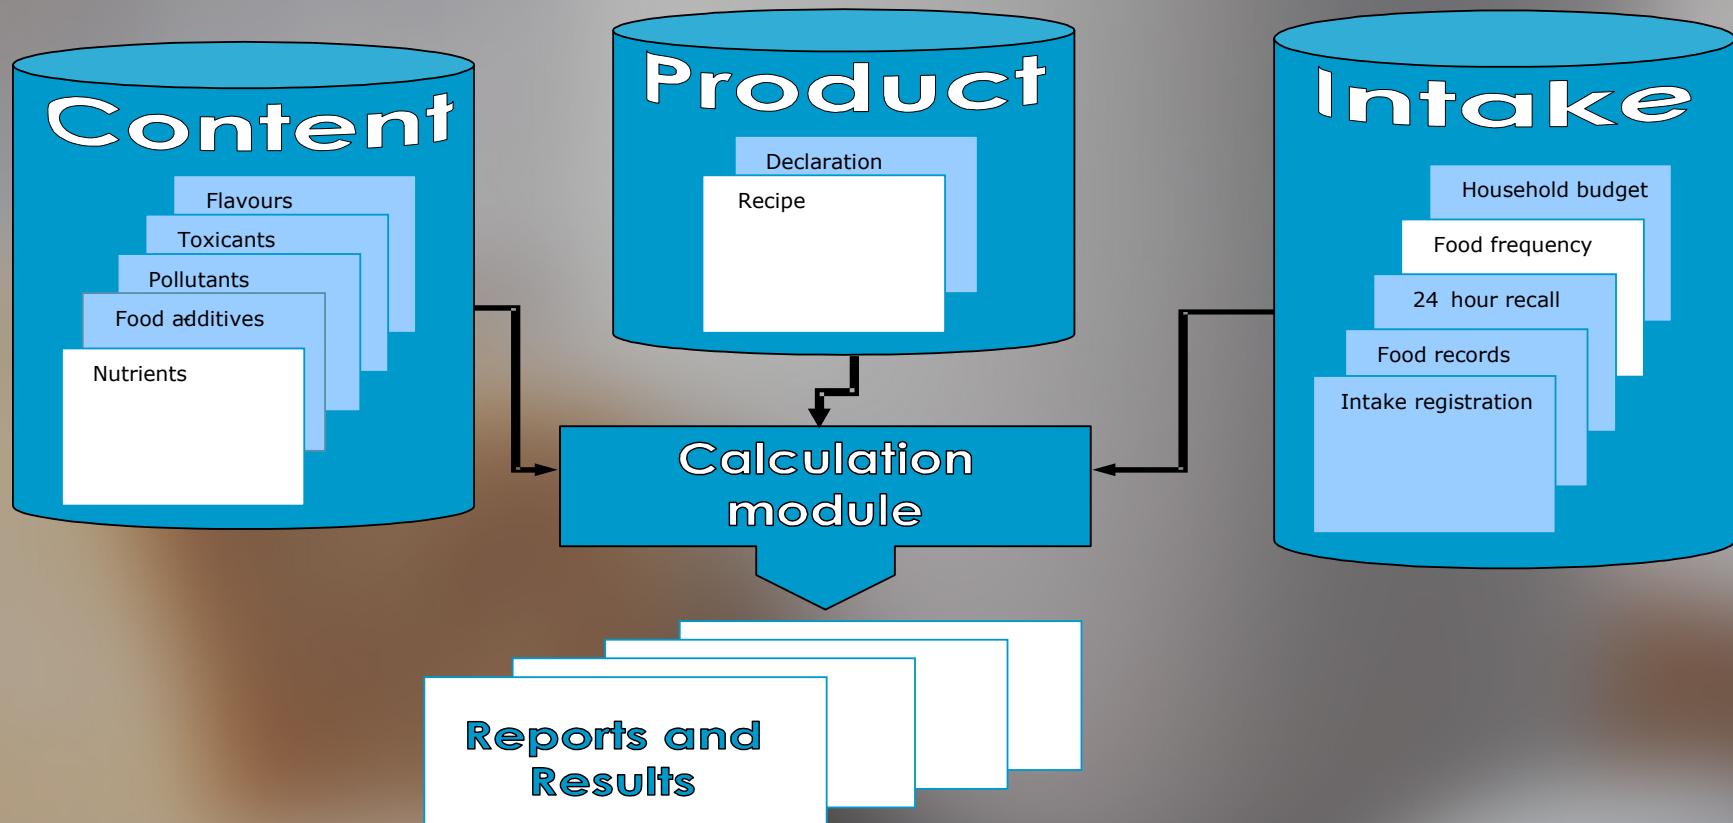 Content
Flavours
Toxicants
Pollutants
Food additives
Nutrients
Product
Declaration
Recipe
Intake
Household budget
Food frequency
24 hour recall
Food records
Intake registration
Calculation
module
Reports and
Results